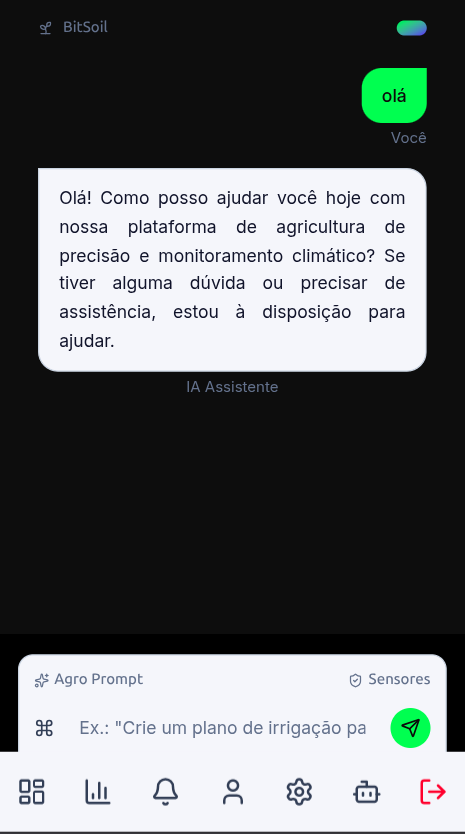 BitSoil
olá
Você
Olá! Como posso ajudar você hoje com
nossa plataforma de agricultura de
precisão e monitoramento climático? Se
tiver alguma dúvida ou precisar de
assistência, estou à disposição para
ajudar.
IA Assistente
Agro Prompt
Sensores
Ex.: "Crie um plano de irrigação pa